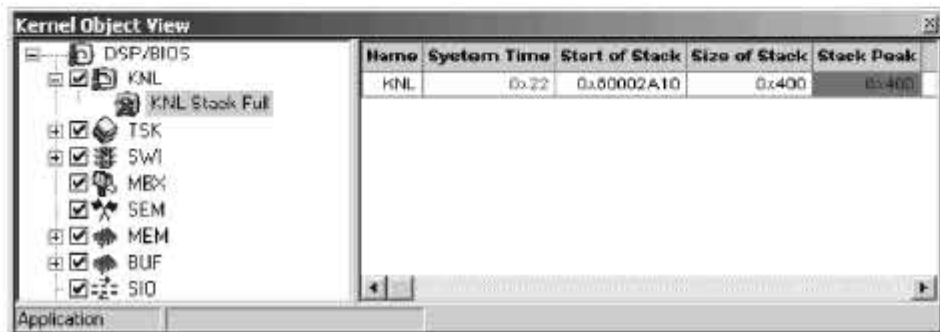 Kernel Object View
DSP/BIOS
KNL
KNL Stack Full
TSK
SWI
MBX
SEM
MEM
BUF
SIO
Name System Time Start of Stack Size of Stack Stack Peak
KNL 0x22 0x80002A10 0x400 0x400
Application